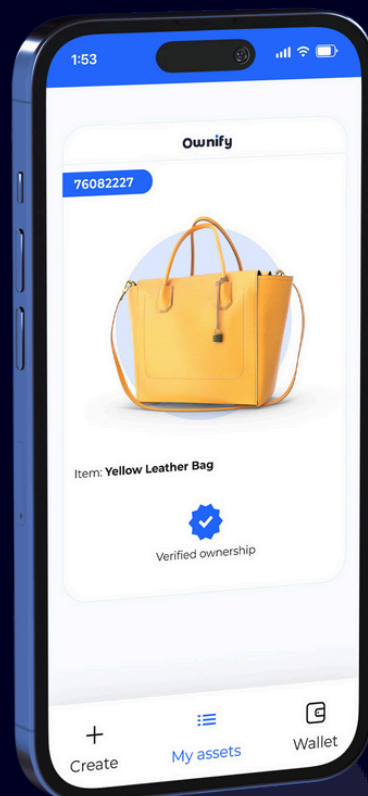 1:53
Ownify
76082227
Item: Yellow Leather Bag
Verified ownership
Create
My assets
Wallet